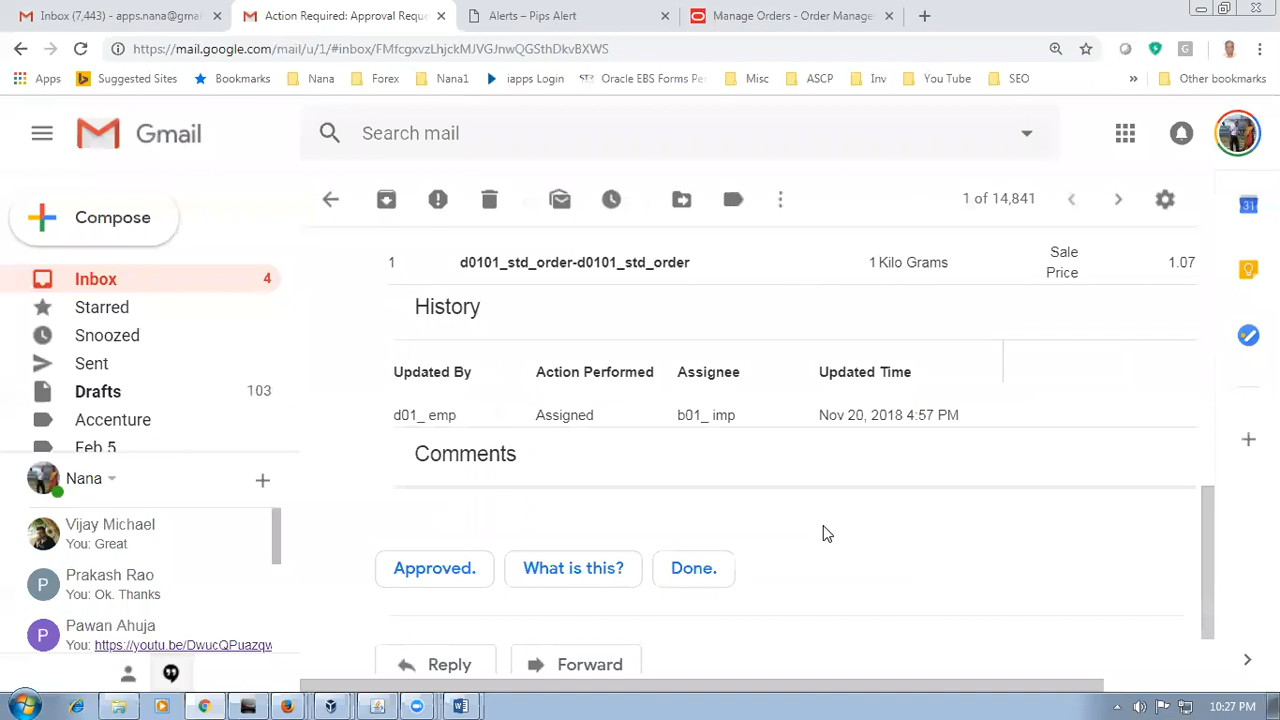 Inbox (7,443) - apps.nana@gmai
Action Required: Approval Reque
Alerts – Pips Alert
Manage Orders - Order Manage
https://mail.google.com/mail/u/1/#inbox/FMfcgxvzLhjckMJVGJnwQGSthDkvBXWS
G
Apps
Suggested Sites
Bookmarks
Nana
Forex
Nana1
iapps Login
Oracle EBS Forms Pe
Misc
ASCP
Inv
You Tube
SEO
»
Other bookmarks
Gmail
Search mail
Compose
1 of 14,841
31
Inbox 4
Starred
Snoozed
Sent
Drafts 103
Accenture
Feb 5
Nana
Vijay Michael
You: Great
P
Prakash Rao
You: Ok. Thanks
P
Pawan Ahuja
You: https://youtu.be/DwucQPuazqw
1 d0101_std_order-d0101_std_order 1 Kilo Grams Sale Price 1.07
History
Updated By Action Performed Assignee Updated Time
d01_ emp Assigned b01_ imp Nov 20, 2018 4:57 PM
Comments
Approved. What is this? Done.
Reply Forward
10:27 PM